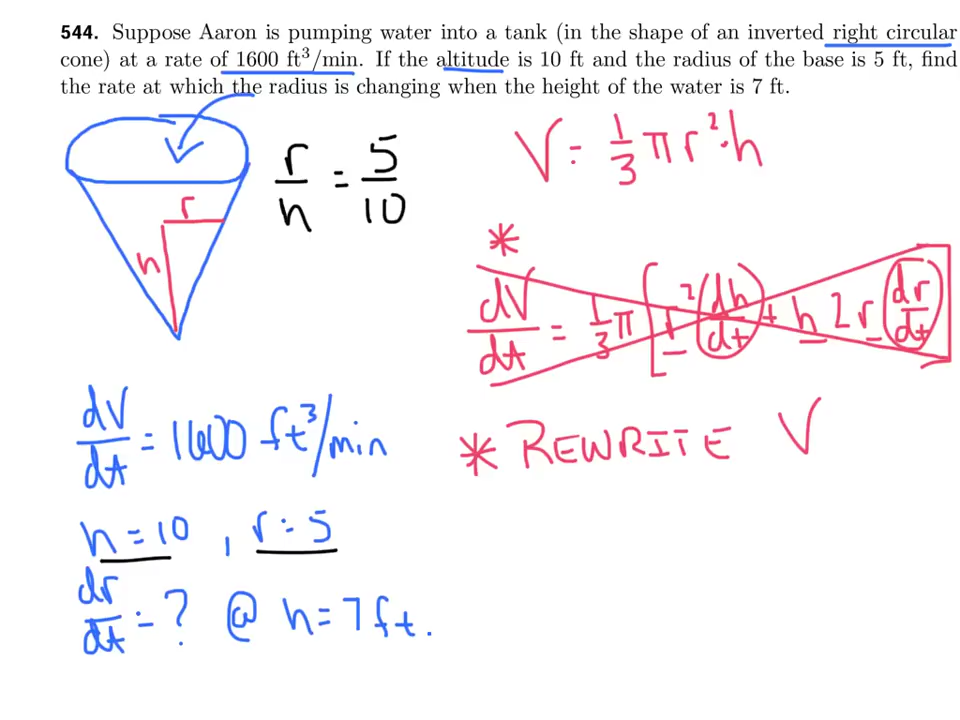 544. Suppose Aaron is pumping water into a tank (in the shape of an inverted right circular
cone) at a rate of 1600 ft³/min. If the altitude is 10 ft and the radius of the base is 5 ft, find
the rate at which the radius is changing when the height of the water is 7 ft.
r/h = 5/10
V = 1/3 π r²·h
r
h
*
dV/dt = 1/3 π [r² (dh/dt) + h 2r (dr/dt)]
dV/dt = 1600 ft³/min
* REWRITE V
h = 10 , r = 5
dr/dt = ? @ h = 7 ft.